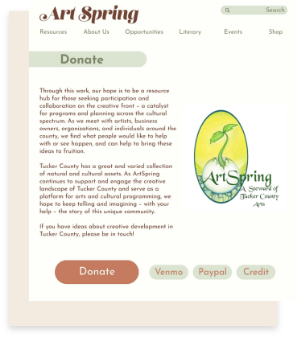 Art Spring
Search
Resources About Us Opportunities Literary Events Shop
Donate
Through this work, our hope is to be a resource
hub for those seeking participation and
collaboration on the creative front – a catalyst
for programs and planning across the cultural
spectrum. As we meet with artists, business
owners, organizations, and individuals around the
county, we find what people would like to help
with or see happen, and can help to bring these
ideas to fruition.
Tucker County has a great and varied collection
of natural and cultural assets. As ArtSpring
continues to support and engage the creative
landscape of Tucker County and serve as a
platform for arts and cultural programming, we
hope to keep telling and imagining – with your
help – the story of this unique community.
If you have ideas about creative development in
Tucker County, please be in touch!
ArtSpring
A Steward of
Tucker County
Arts
Donate Venmo Paypal Credit